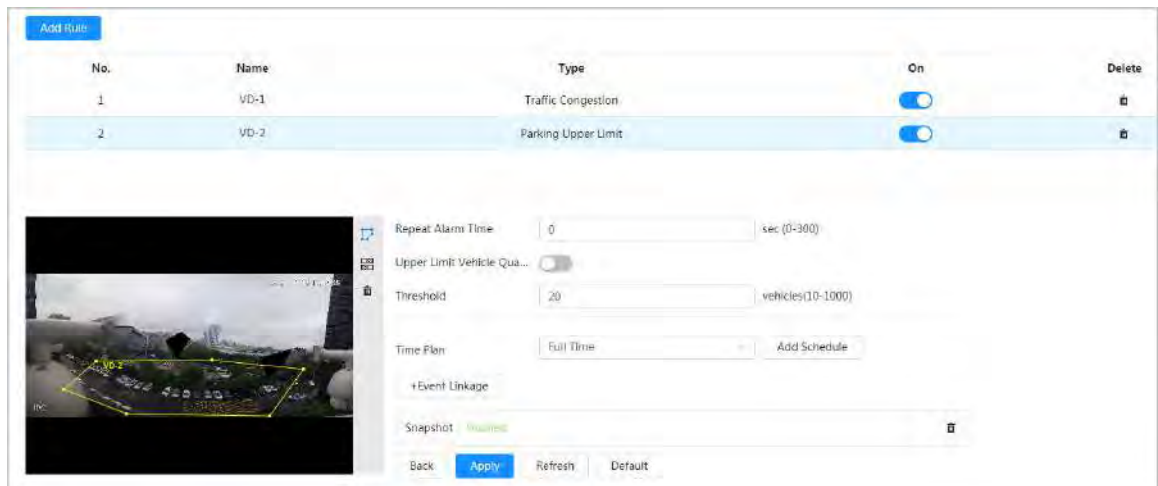 Add Rule
No. Name Type On Delete
1 VD-1 Traffic Congestion
2 VD-2 Parking Upper Limit
Repeat Alarm Time 0 sec (0-300)
Upper Limit Vehicle Qua...
Threshold 20 vehicles(10-1000)
VD-2
Time Plan Full Time Add Schedule
+Event Linkage
IPC
Snapshot
Back Apply Refresh Default